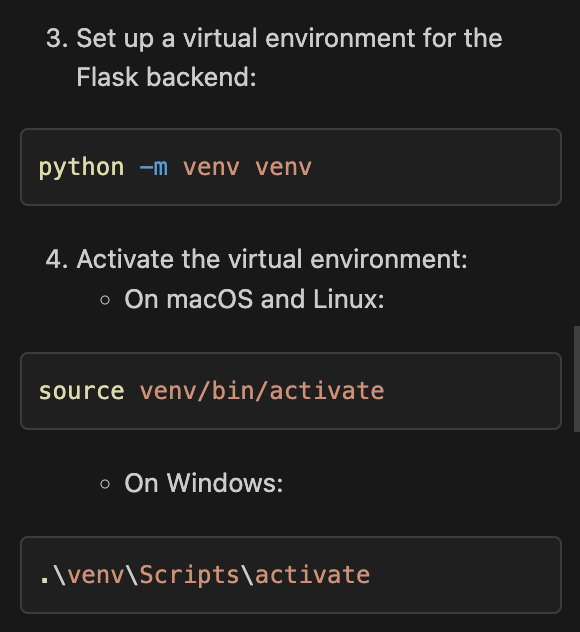 3. Set up a virtual environment for the
Flask backend:
python -m venv venv
4. Activate the virtual environment:
◦ On macOS and Linux:
source venv/bin/activate
◦ On Windows:
.\venv\Scripts\activate